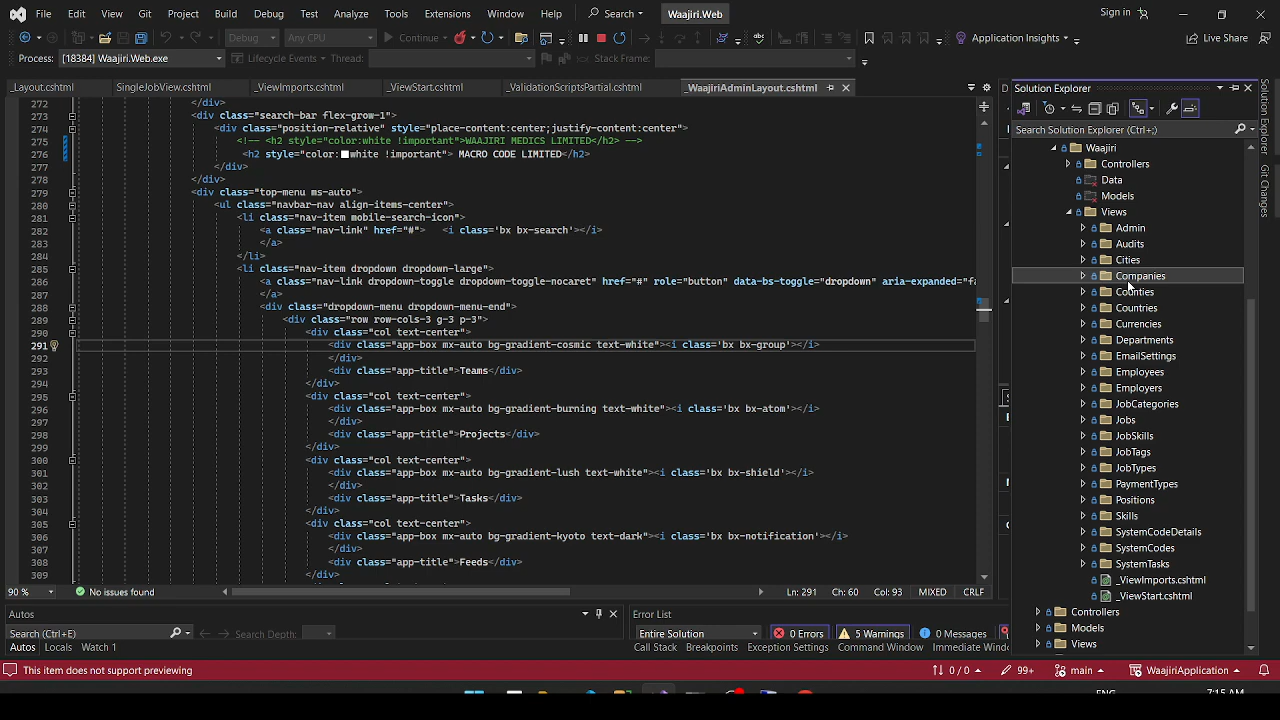 File Edit View Git Project Build Debug Test Analyze Tools Extensions Window Help Search Waajiri.Web Sign in
Debug Any CPU Continue Application Insights Live Share
Process: [18384] Waajiri.Web.exe Lifecycle Events Thread: Stack Frame:
_Layout.cshtml SingleJobView.cshtml _ViewImports.cshtml _ViewStart.cshtml _ValidationScriptsPartial.cshtml _WaajiriAdminLayout.cshtml
272 </div>
273 <div class="search-bar flex-grow-1">
274 <div class="position-relative" style="place-content:center;justify-content:center">
275 <!-- <h2 style="color:white !important">WAAJIRI MEDICS LIMITED</h2> -->
276 <h2 style="color:white !important"> MACRO CODE LIMITED</h2>
277 </div>
278 </div>
279 <div class="top-menu ms-auto">
280 <ul class="navbar-nav align-items-center">
281 <li class="nav-item mobile-search-icon">
282 <a class="nav-link" href="#"> <i class='bx bx-search'></i>
283 </a>
284 </li>
285 <li class="nav-item dropdown dropdown-large">
286 <a class="nav-link dropdown-toggle dropdown-toggle-nocaret" href="#" role="button" data-bs-toggle="dropdown" aria-expanded="fa
287 </a>
288 <div class="dropdown-menu dropdown-menu-end">
289 <div class="row row-cols-3 g-3 p-3">
290 <div class="col text-center">
291 <div class="app-box mx-auto bg-gradient-cosmic text-white"><i class='bx bx-group'></i>
292 </div>
293 <div class="app-title">Teams</div>
294 </div>
295 <div class="col text-center">
296 <div class="app-box mx-auto bg-gradient-burning text-white"><i class='bx bx-atom'></i>
297 </div>
298 <div class="app-title">Projects</div>
299 </div>
300 <div class="col text-center">
301 <div class="app-box mx-auto bg-gradient-lush text-white"><i class='bx bx-shield'></i>
302 </div>
303 <div class="app-title">Tasks</div>
304 </div>
305 <div class="col text-center">
306 <div class="app-box mx-auto bg-gradient-kyoto text-dark"><i class='bx bx-notification'></i>
307 </div>
308 <div class="app-title">Feeds</div>
309 </div>
90 % No issues found Ln: 291 Ch: 60 Col: 93 MIXED CRLF
Autos
Search (Ctrl+E) Search Depth:
Autos Locals Watch 1
Error List
Entire Solution 0 Errors 5 Warnings 0 Messages
Call Stack Breakpoints Exception Settings Command Window Immediate Windo
Solution Explorer
Search Solution Explorer (Ctrl+;)
Waajiri
Controllers
Data
Models
Views
Admin
Audits
Cities
Companies
Counties
Countries
Currencies
Departments
EmailSettings
Employees
Employers
JobCategories
Jobs
JobSkills
JobTags
JobTypes
PaymentTypes
Positions
Skills
SystemCodeDetails
SystemCodes
SystemTasks
_ViewImports.cshtml
_ViewStart.cshtml
Controllers
Models
Views
Solution Explorer
Git Changes
This item does not support previewing 0 / 0 99+ main WaajiriApplication
ENG 7:15 AM